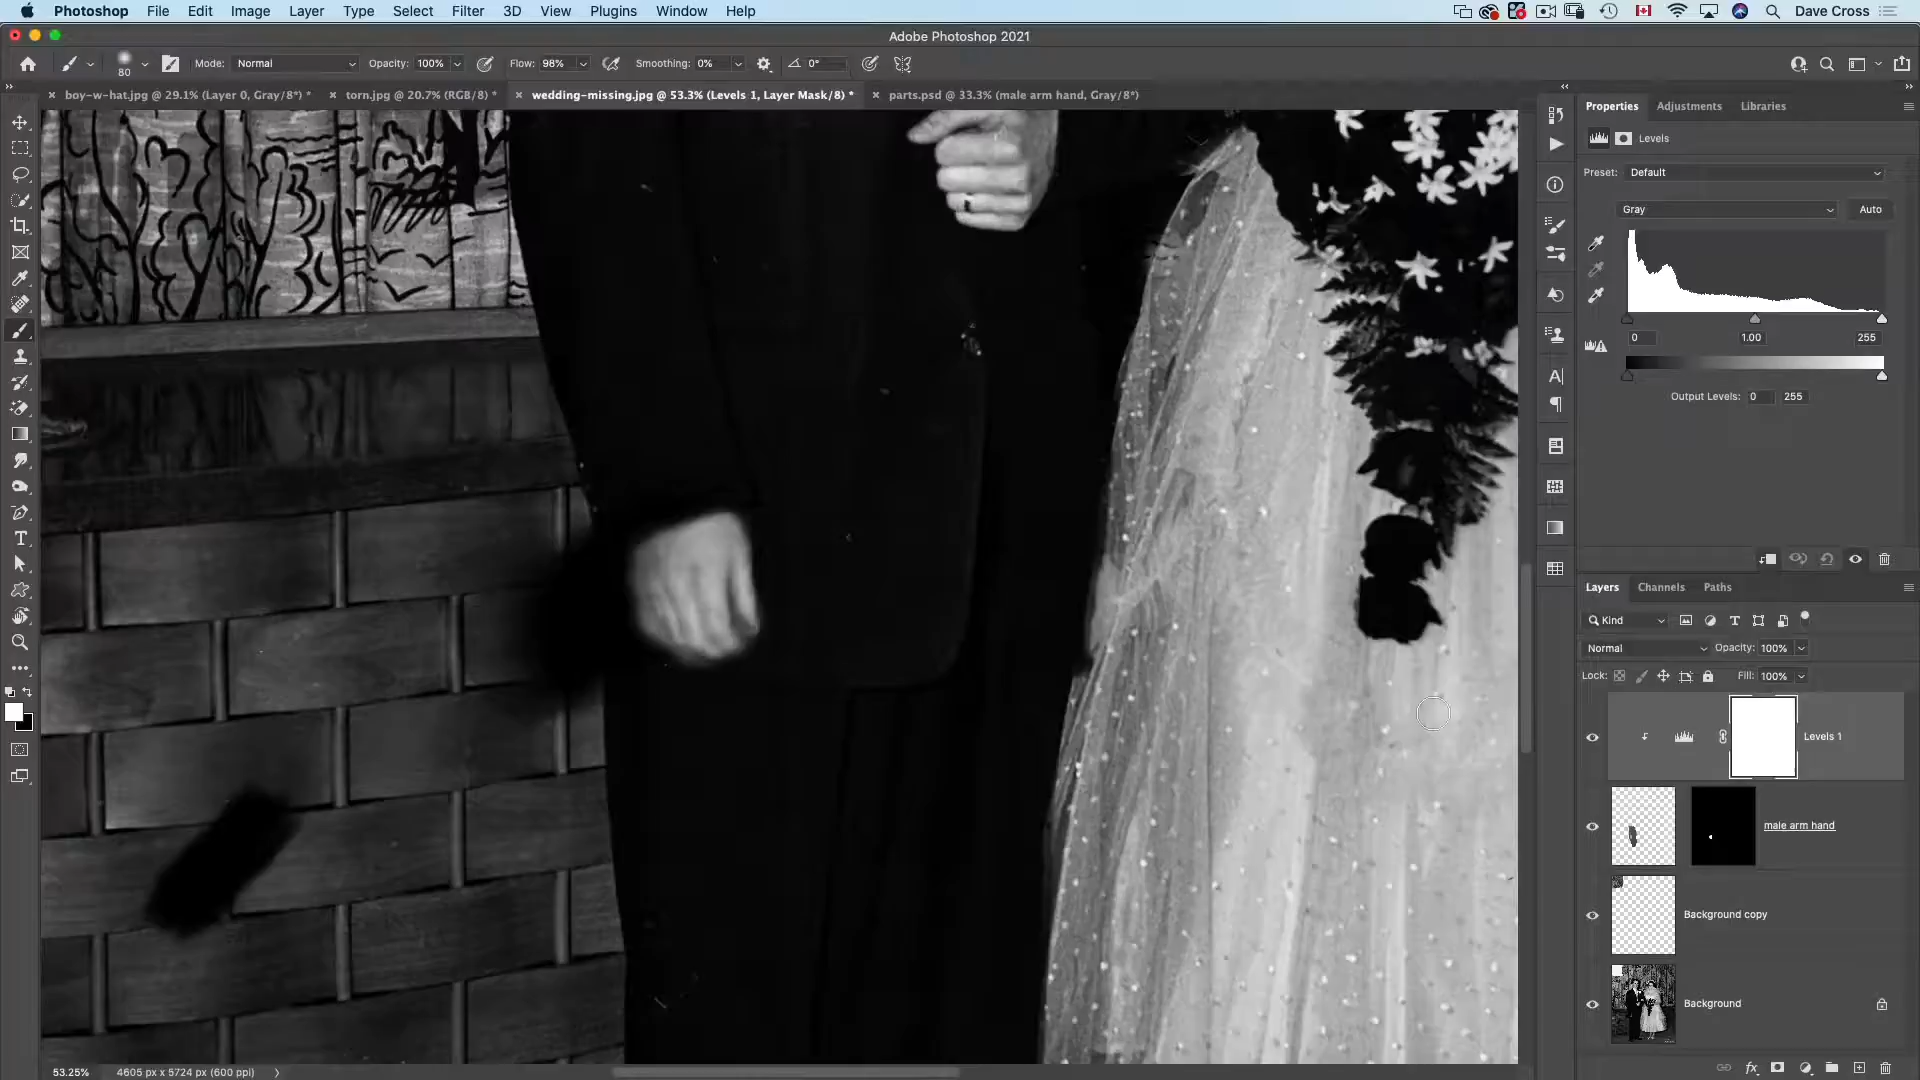 Photoshop File Edit Image Layer Type Select Filter 3D View Plugins Window Help Dave Cross
Adobe Photoshop 2021
80 Mode: Normal Opacity: 100% Flow: 98% Smoothing: 0% 0°
boy-w-hat.jpg @ 29.1% (Layer 0, Gray/8*) * torn.jpg @ 20.7% (RGB/8) * wedding-missing.jpg @ 53.3% (Levels 1, Layer Mask/8) * parts.psd @ 33.3% (male arm hand, Gray/8*)
Properties Adjustments Libraries
Levels
Preset: Default
Gray Auto
0 1.00 255
Output Levels: 0 255
Layers Channels Paths
Kind
Normal Opacity: 100%
Lock: Fill: 100%
Levels 1
male arm hand
Background copy
Background
53.25% 4605 px x 5724 px (600 ppi)